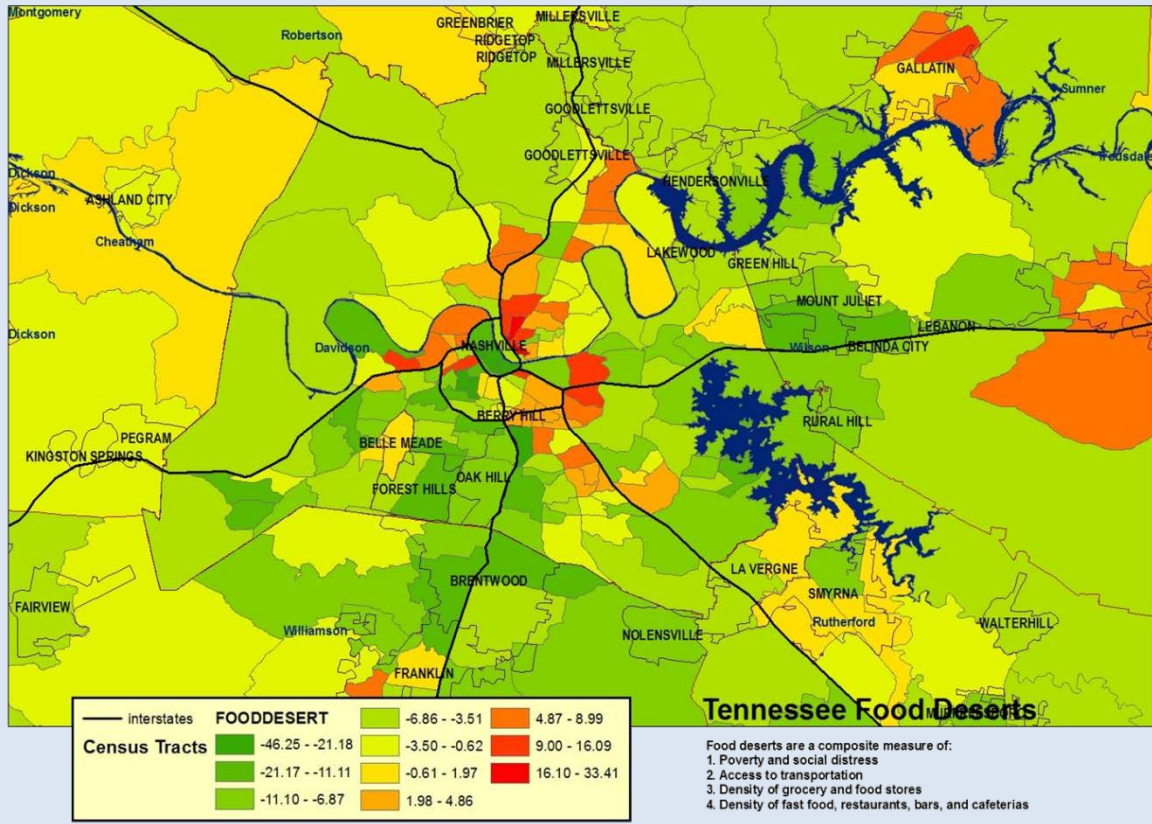 Montgomery
MILLERSVILLE
GREENBRIER
Robertson
RIDGETOP
RIDGETOP
MILLERSVILLE
GALLATIN
Sumner
GOODLETTSVILLE
GOODLETTSVILLE
Dickson
HENDERSONVILLE
ASHLAND CITY
Dickson
Cheatham
LAKEWOOD
GREEN HILL
MOUNT JULIET
LEBANON
Dickson
Davidson
NASHVILLE
Wilson
BELINDA CITY
BERRY HILL
RURAL HILL
PEGRAM
BELLE MEADE
KINGSTON SPRINGS
OAK HILL
FOREST HILLS
LA VERGNE
BRENTWOOD
SMYRNA
FAIRVIEW
Rutherford
WALTERHILL
Williamson
NOLENSVILLE
FRANKLIN
Tennessee Food Deserts
interstates
Census Tracts
FOODDESERT
-46.25 - -21.18
-21.17 - -11.11
-11.10 - -6.87
-6.86 - -3.51
-3.50 - -0.62
-0.61 - 1.97
1.98 - 4.86
4.87 - 8.99
9.00 - 16.09
16.10 - 33.41
Food deserts are a composite measure of:
1. Poverty and social distress
2. Access to transportation
3. Density of grocery and food stores
4. Density of fast food, restaurants, bars, and cafeterias